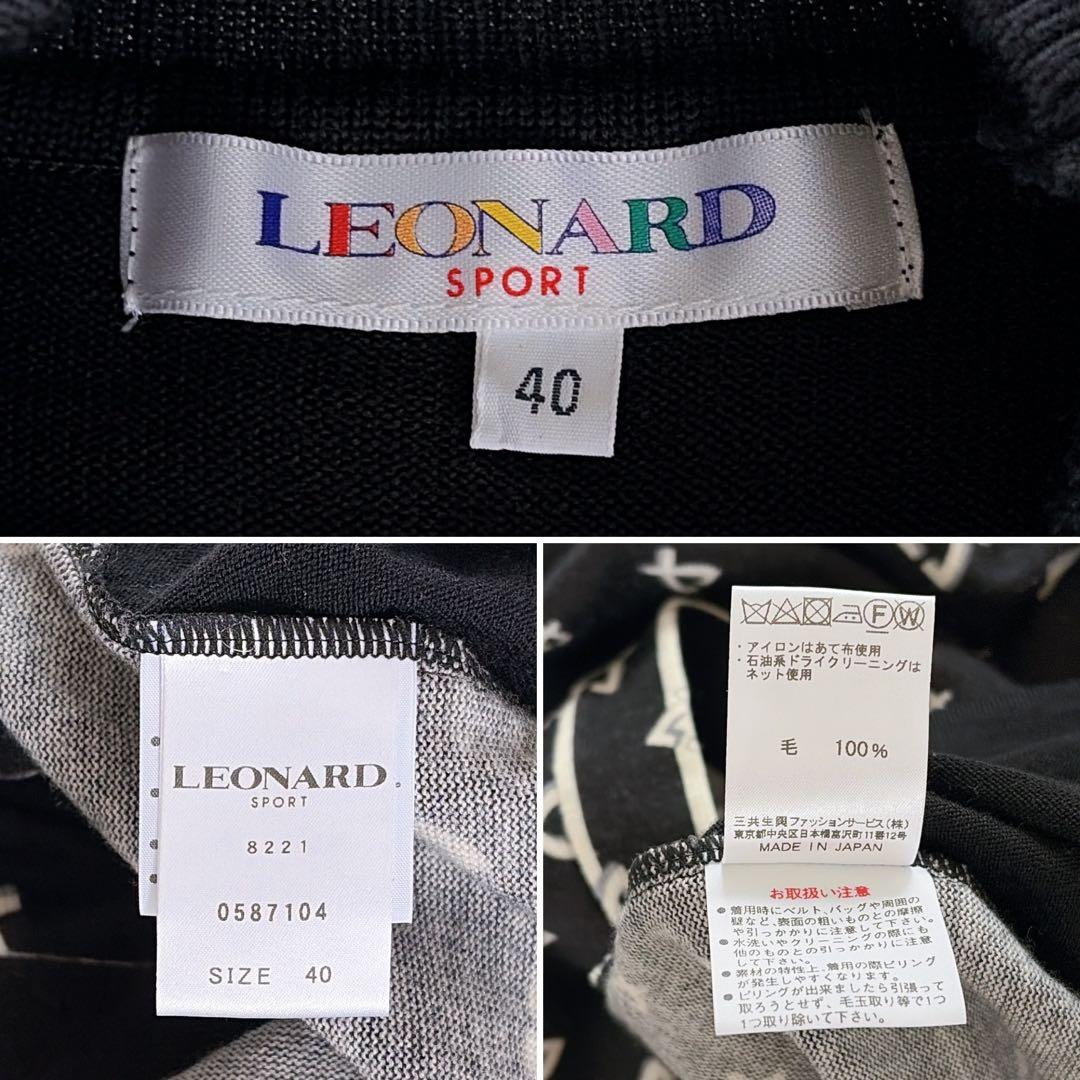 LEONARD
SPORT
40
LEONARD
SPORT
8221
0587104
SIZE 40
F W
・アイロンはあて布使用
・石油系ドライクリーニングは
ネット使用
毛 100%
三共生興ファッションサービス(株)
東京都中央区日本橋富沢町11番12号
MADE IN JAPAN
お取扱い注意
●着用時にベルト、バッグや周囲の
壁など、表面の粗いものとの摩擦
や引っかかりに注意して下さい。
●水洗いやクリーニングの際にも
他のものとの引っかかりに注意
して下さい。
●素材の特性上、着用の際ピリング
が発生しやすくなります。
●ピリングが出来ましたら引張って
取ろうとせず、毛玉取り等で1つ
1つ取り除いて下さい。